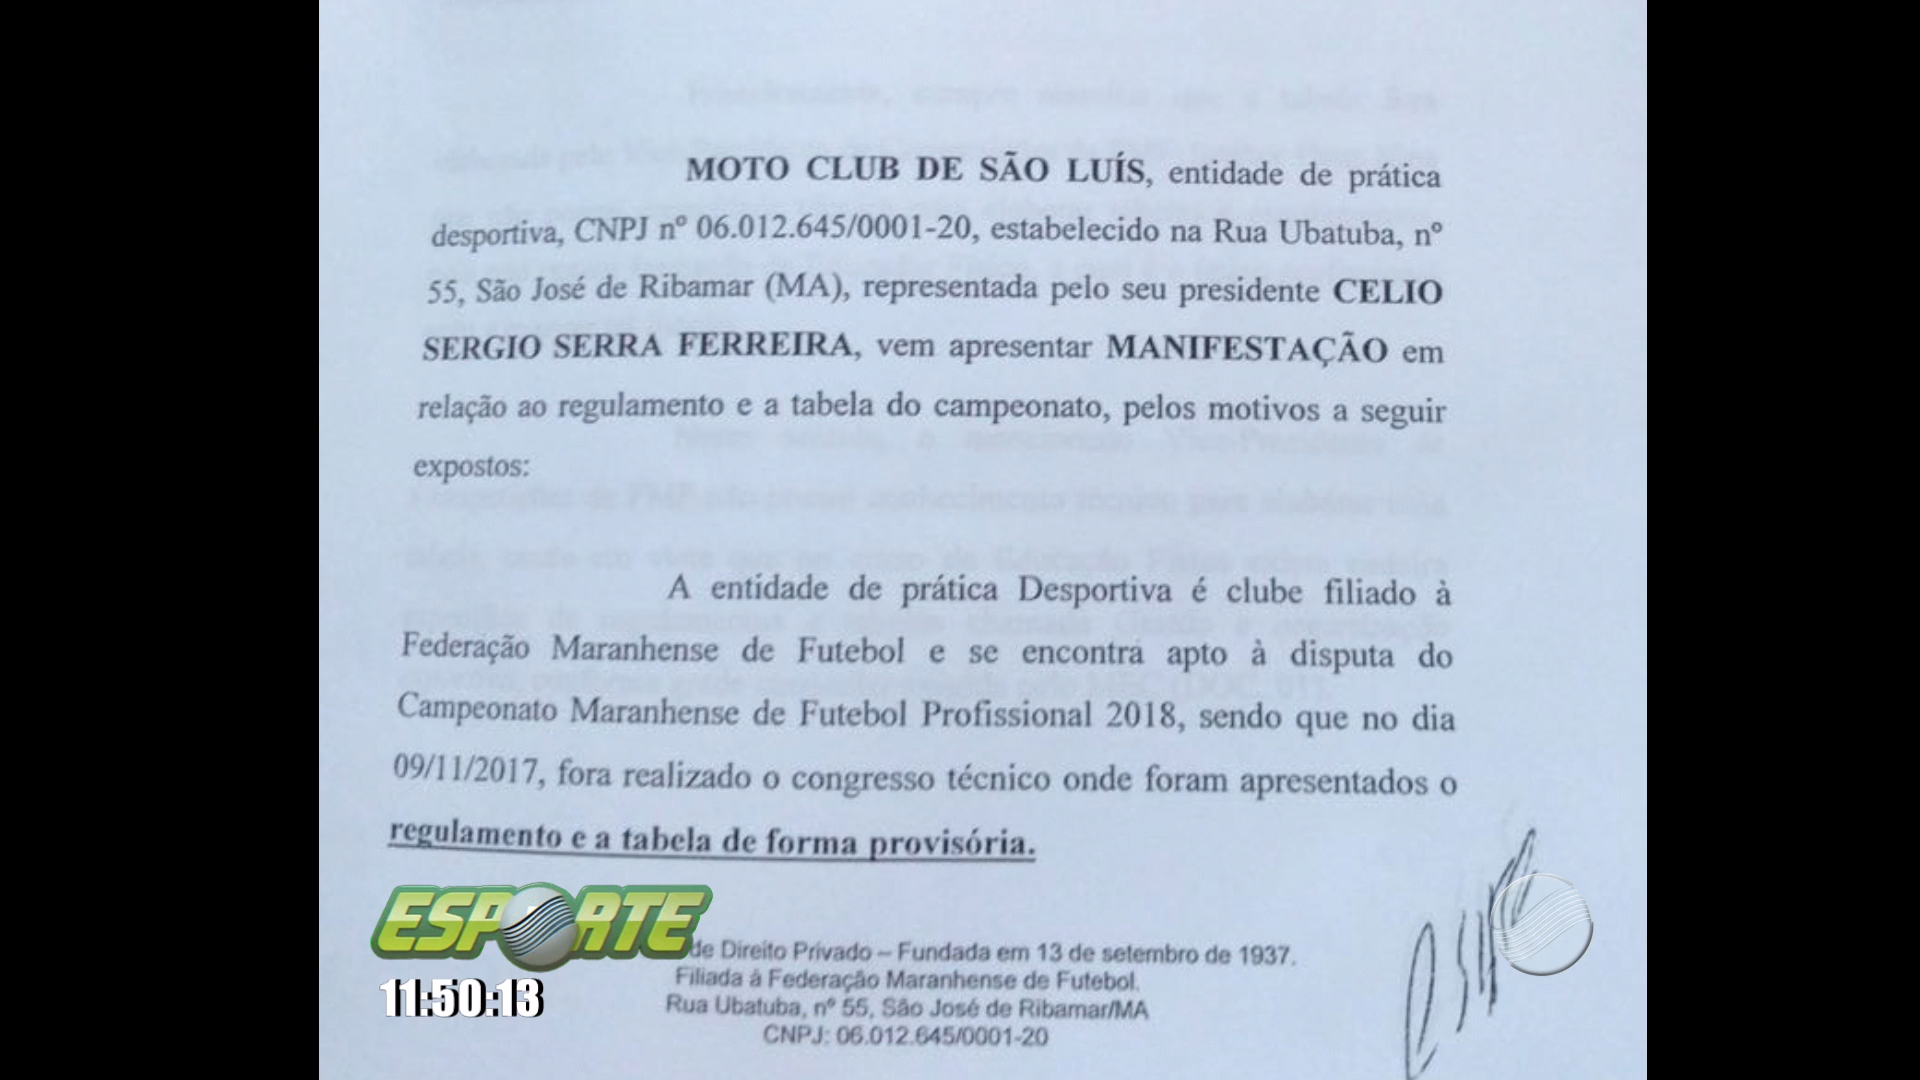 MOTO CLUB DE SÃO LUÍS, entidade de prática
desportiva, CNPJ nº 06.012.645/0001-20, estabelecido na Rua Ubatuba, nº
55, São José de Ribamar (MA), representada pelo seu presidente CELIO
SERGIO SERRA FERREIRA, vem apresentar MANIFESTAÇÃO em
relação ao regulamento e a tabela do campeonato, pelos motivos a seguir
expostos:
A entidade de prática Desportiva é clube filiado à
Federação Maranhense de Futebol e se encontra apto à disputa do
Campeonato Maranhense de Futebol Profissional 2018, sendo que no dia
09/11/2017, fora realizado o congresso técnico onde foram apresentados o
regulamento e a tabela de forma provisória.
ESPORTE
11:50:13
de Direito Privado – Fundada em 13 de setembro de 1937.
Filiada á Federação Maranhense de Futebol.
Rua Ubatuba, nº 55, São José de Ribamar/MA
CNPJ: 06.012.645/0001-20